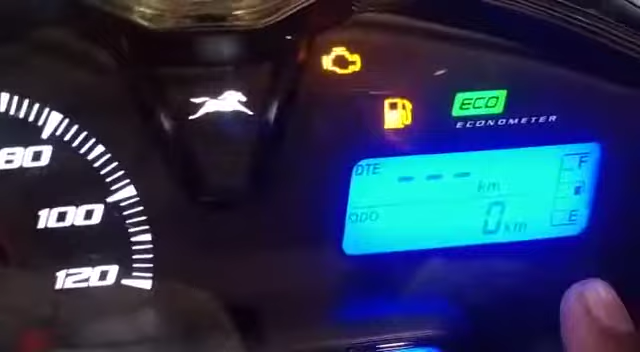 80
100
120
ECO
ECONOMETER
DTE --- km
ODO 0 km
F
E